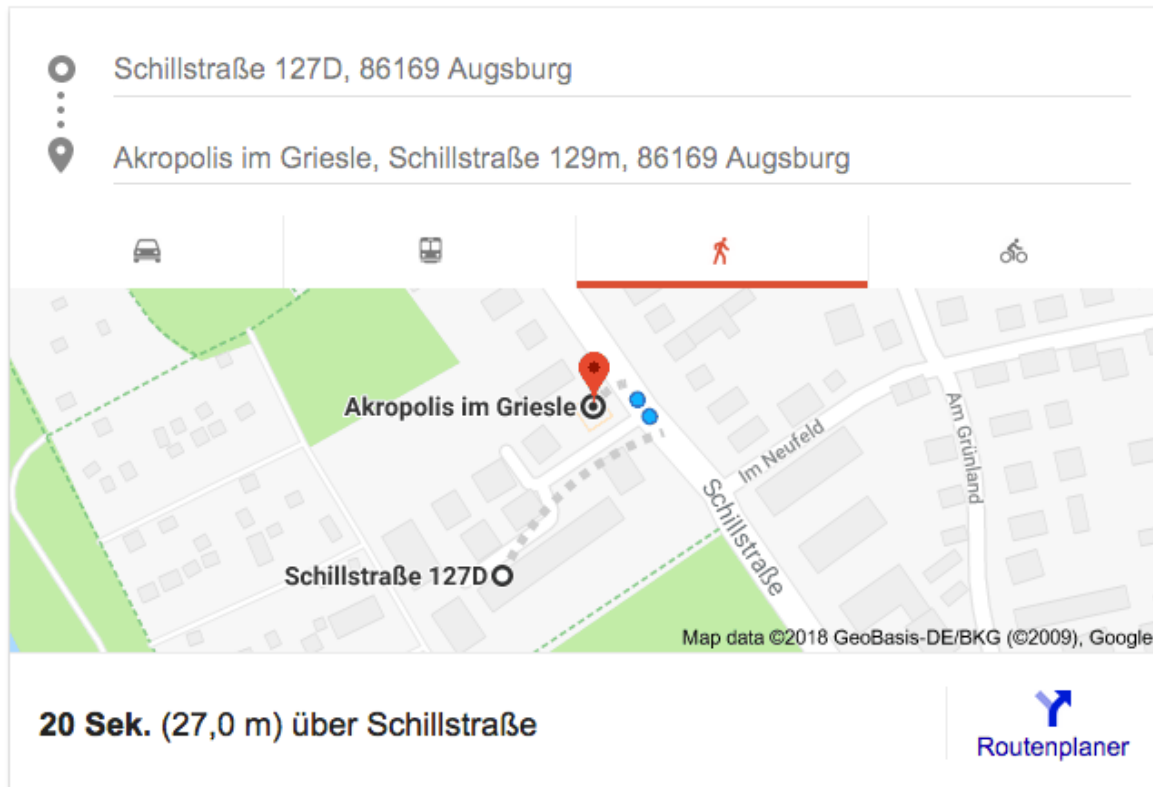 Schillstraße 127D, 86169 Augsburg
Akropolis im Griesle, Schillstraße 129m, 86169 Augsburg
Akropolis im Griesle
Im Neufeld
Am Grünland
Schillstraße
Schillstraße 127D
Map data ©2018 GeoBasis-DE/BKG (©2009), Google
20 Sek. (27,0 m) über Schillstraße
Routenplaner